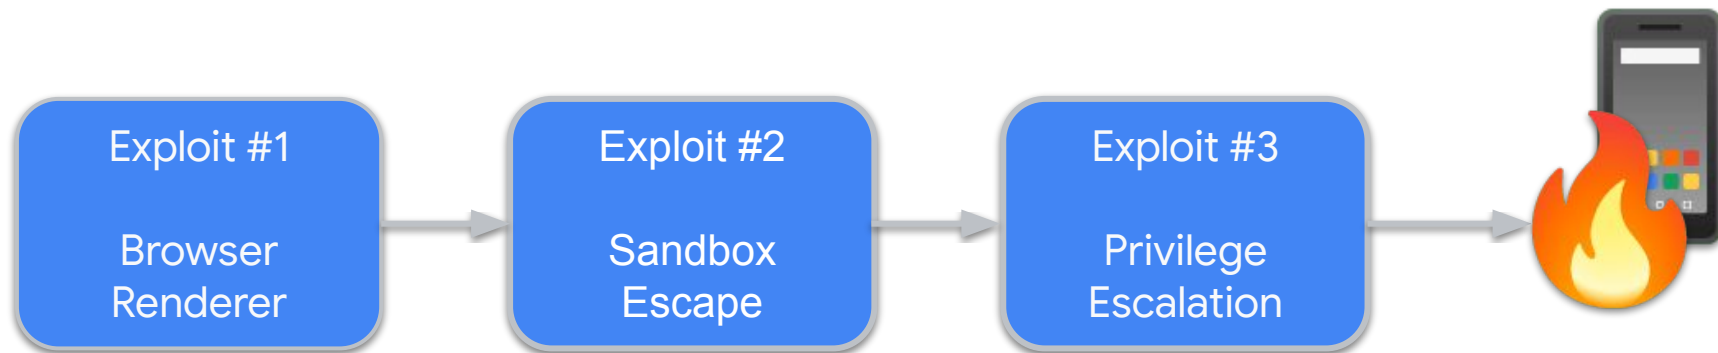 Exploit #1
Browser
Renderer
Exploit #2
Sandbox
Escape
Exploit #3
Privilege
Escalation